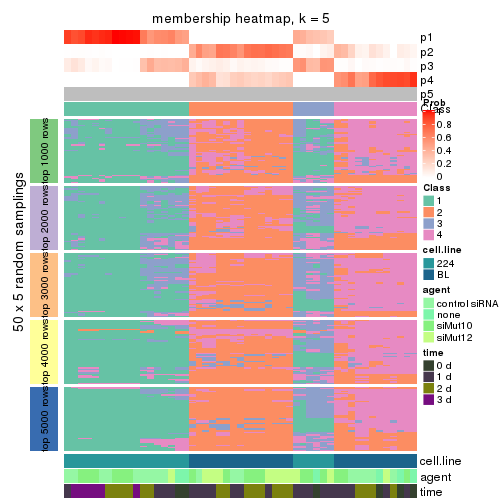 membership heatmap, k = 5
p1
p2
p3
p4
p5
Prob
Class
1
0.8
0.6
0.4
0.2
0
Class
1
2
3
4
cell.line
224
BL
agent
control siRNA
none
siMut10
siMut12
time
0 d
1 d
2 d
3 d
50 x 5 random samplings
top 1000 rows
top 2000 rows
top 3000 rows
top 4000 rows
top 5000 rows
cell.line
agent
time